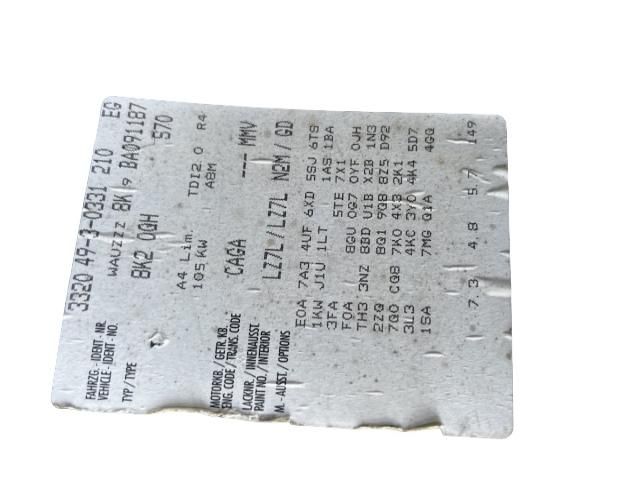 3320 49-3-0331 210 EG
FAHRZG.-IDENT-NR.
VEHICLE-IDENT-NO. WAUZZZ 8K 9 BA091187
TYP/TYPE 8K2 0QH 570
A4 Lim. TDI2.0 R4
105 KW A8M
MOTORKB./GETR.KB.
ENG.CODE/TRANS.CODE CAGA --- MMV
LACKNR./INNENAUSST.
PAINT NO./INTERIOR LZ7L/LZ7L N2M/ GD
M.-AUSST./OPTIONS
E0A 7A3 4UF 6XD 5SJ 6TS
1KW J1U 1LT 1AS 1BA
3FA 5TE 7X1
F0A 8GU 0G7 0YF 0JH
TH3 3NZ 8BD U1B X2B 1N3
2ZQ 8Q1 9Q8 8Z5 D92
7Q0 CQ8 7K0 4X3 2K1
3U3 4KC 3Y0 4K4 5D7
1SA 7MG Q1A 4GQ
7.3 4,8 5,7 149